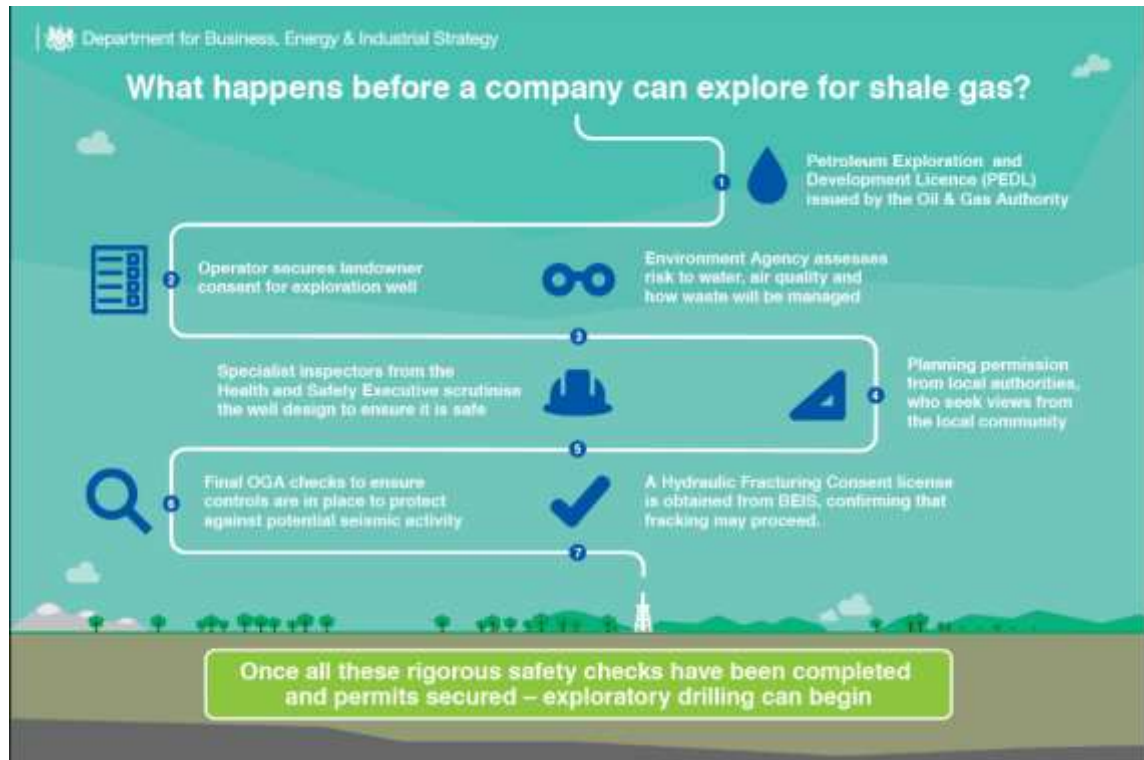 Department for Business, Energy & Industrial Strategy
What happens before a company can explore for shale gas?
1
Petroleum Exploration and
Development Licence (PEDL)
issued by the Oil & Gas Authority
2
Operator secures landowner
consent for exploration well
Environment Agency assesses
risk to water, air quality and
how waste will be managed
3
Planning permission
from local authorities,
who seek views from
the local community
4
Specialist inspectors from the
Health and Safety Executive scrutinise
the well design to ensure it is safe
5
Final OGA checks to ensure
controls are in place to protect
against potential seismic activity
6
A Hydraulic Fracturing Consent license
is obtained from BEIS, confirming that
fracking may proceed.
7
Once all these rigorous safety checks have been completed
and permits secured – exploratory drilling can begin